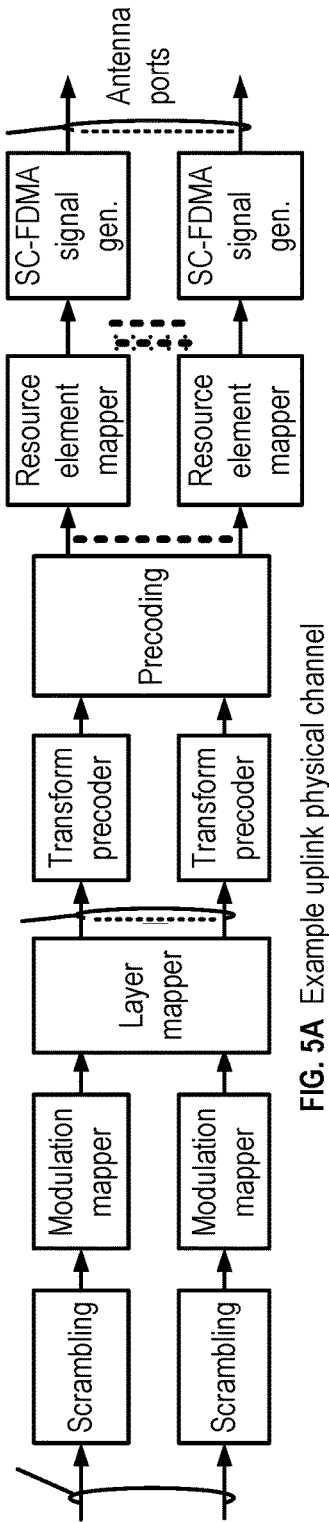 Scrambling
Modulation
mapper
Layer
mapper
Transform
precoder
Precoding
Resource
element
mapper
SC-FDMA
signal
gen.
Antenna
ports
Scrambling
Modulation
mapper
Transform
precoder
Resource
element
mapper
SC-FDMA
signal
gen.
FIG. 5A Example uplink physical channel